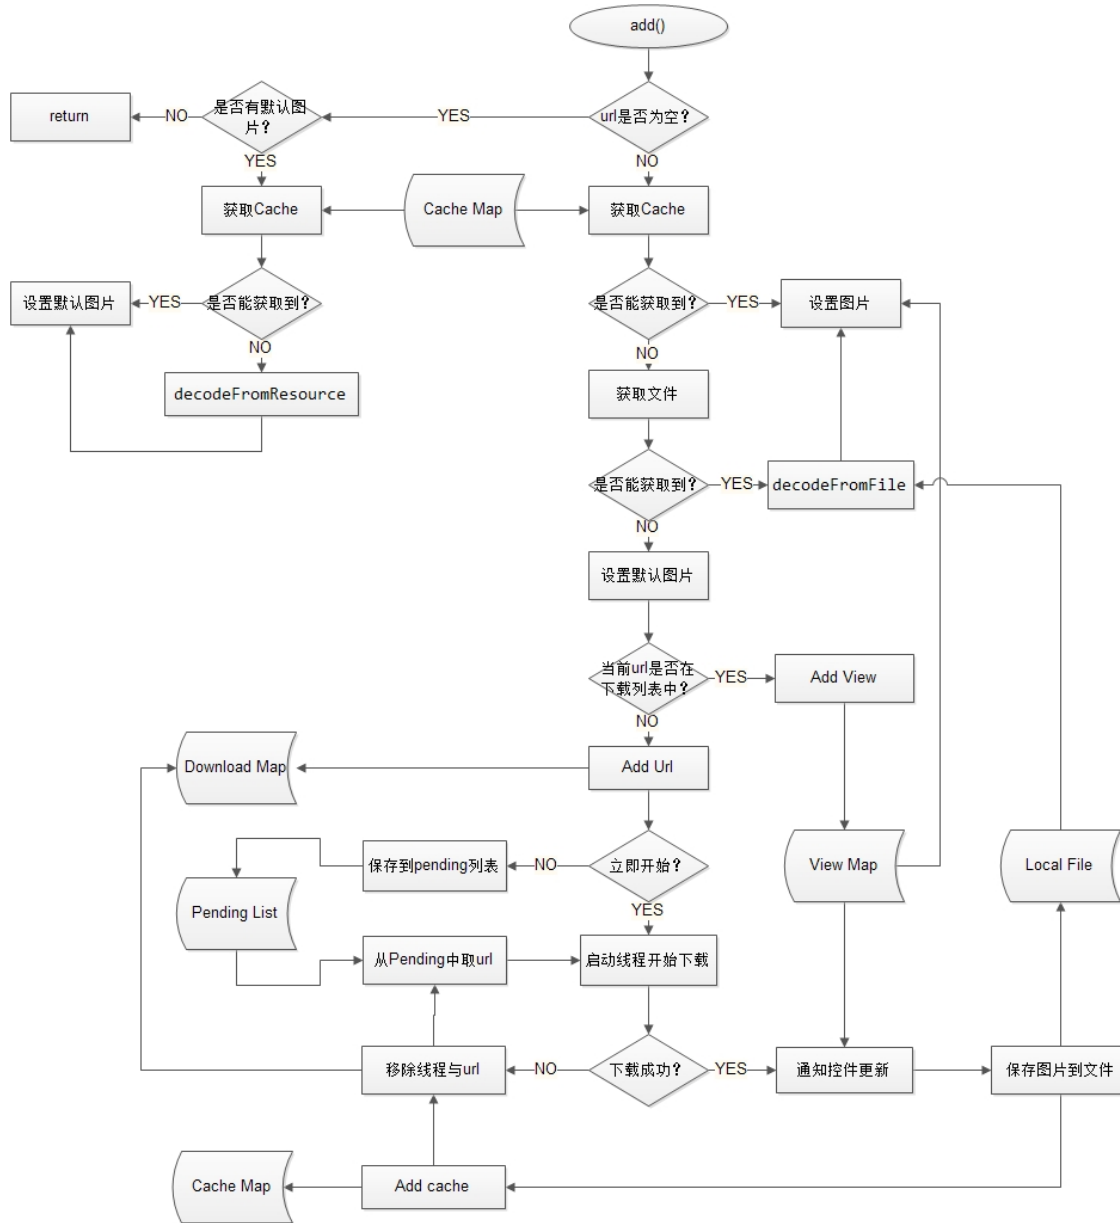 add()
return
NO
是否有默认图
片？
YES
url是否为空？
YES
NO
获取Cache
Cache Map
获取Cache
设置默认图片
YES
是否能获取到？
是否能获取到？
YES
设置图片
NO
NO
decodeFromResource
获取文件
是否能获取到？
YES
decodeFromFile
NO
设置默认图片
当前url是否在
下载列表中？
YES
Add View
NO
Download Map
Add Url
保存到pending列表
NO
立即开始？
View Map
Local File
YES
Pending List
从Pending中取url
启动线程开始下载
移除线程与url
NO
下载成功？
YES
通知控件更新
保存图片到文件
Cache Map
Add cache